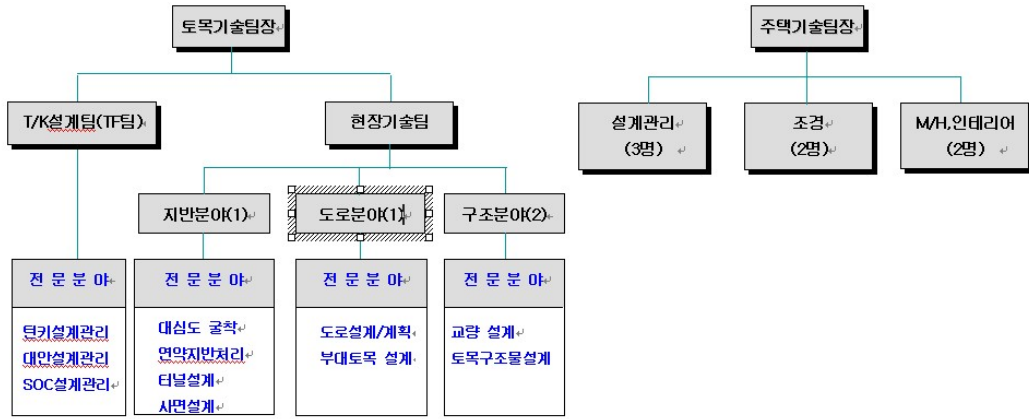 토목기술팀장
주택기술팀장
T/K설계팀(TF팀)
현장기술팀
설계관리
(3명)
조경
(2명)
M/H,인테리어
(2명)
지반분야(1)
도로분야(1)
구조분야(2)
전 문 분 야
전 문 분 야
전 문 분 야
전 문 분 야
턴키설계관리
대안설계관리
SOC설계관리
대심도 굴착
연약지반처리
터널설계
사면설계
도로설계/계획
부대토목 설계
교량 설계
토목구조물설계